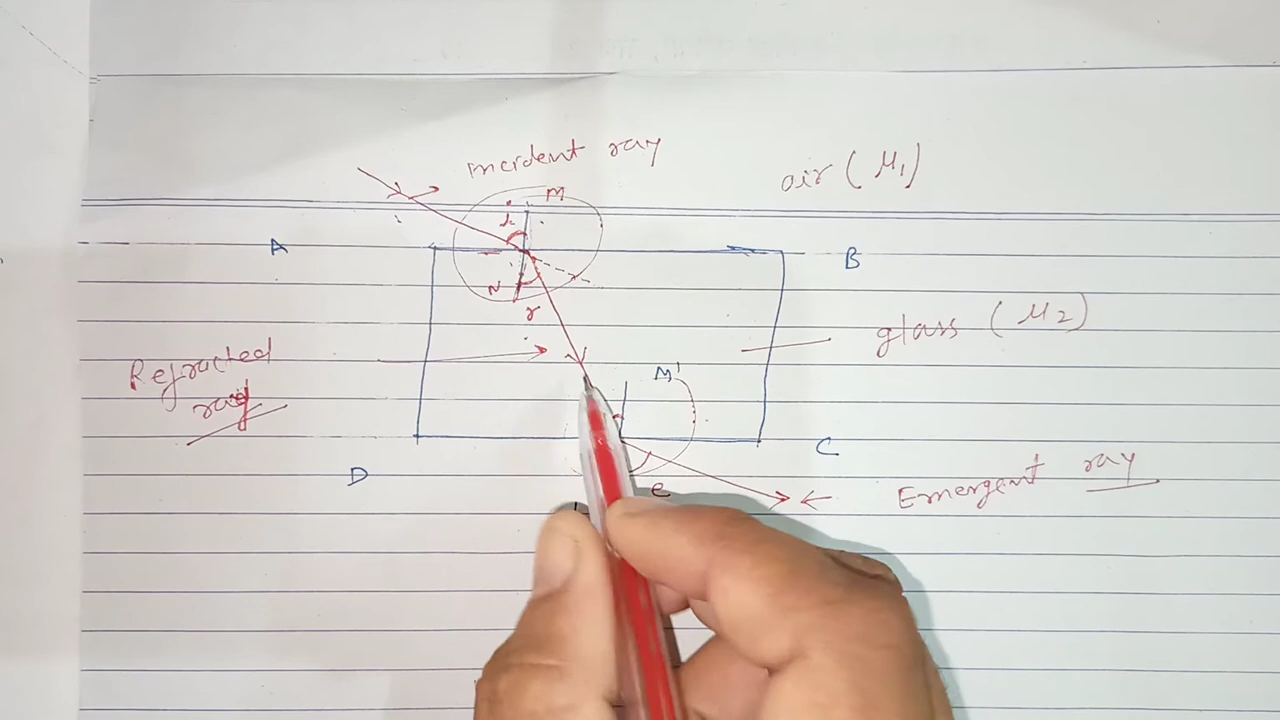 incident ray
air (μ1)
M
i
A
B
N
r
glass (μ2)
Refracted
ray
M'
C
D
e
Emergent ray